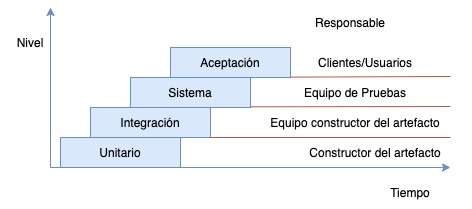 Responsable
Nivel
Aceptación
Clientes/Usuarios
Sistema
Equipo de Pruebas
Integración
Equipo constructor del artefacto
Unitario
Constructor del artefacto
Tiempo